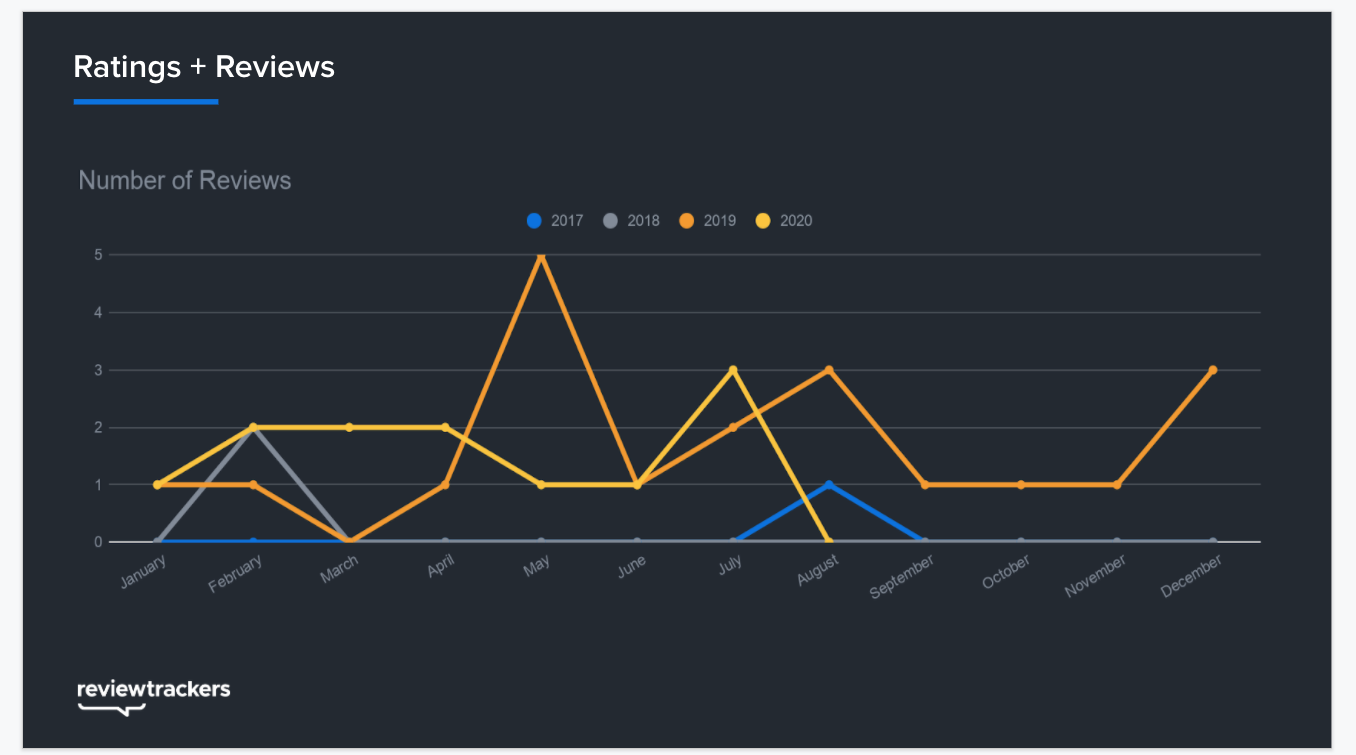 Ratings + Reviews
Number of Reviews
2017 2018 2019 2020
5
4
3
2
1
0
January February March April May June July August September October November December
reviewtrackers